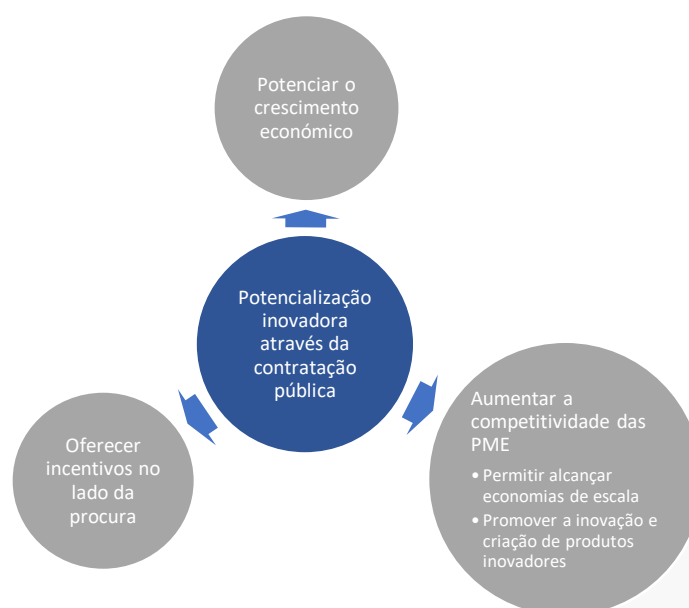 Potenciar o
crescimento
económico
Potencialização
inovadora
através da
contratação
pública
Oferecer
incentivos no
lado da
procura
Aumentar a
competitividade das
PME
• Permitir alcançar
economias de escala
• Promover a inovação e
criação de produtos
inovadores